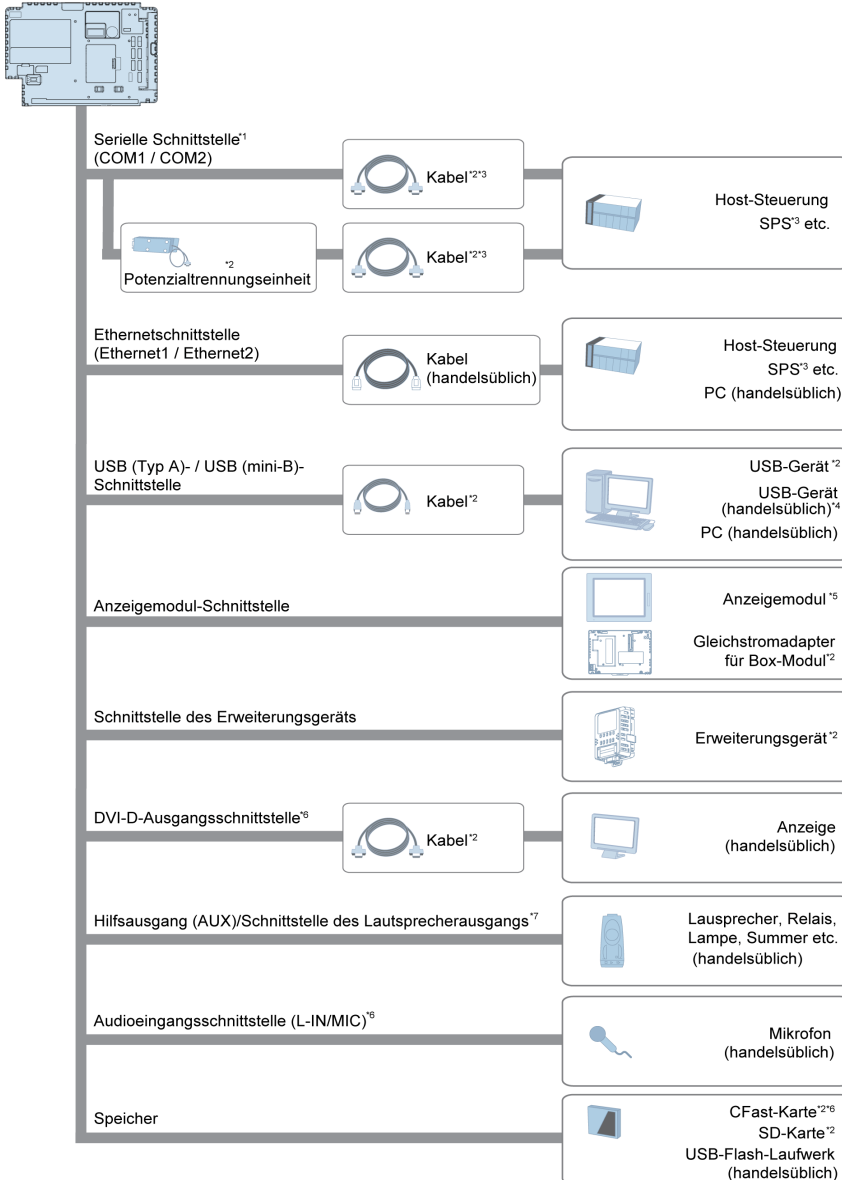 Serielle Schnittstelle*1
(COM1 / COM2)
Kabel*2*3
Host-Steuerung
SPS*3 etc.
*2
Potenzialtrennungseinheit
Kabel*2*3
Ethernetschnittstelle
(Ethernet1 / Ethernet2)
Kabel
(handelsüblich)
Host-Steuerung
SPS*3 etc.
PC (handelsüblich)
USB (Typ A)- / USB (mini-B)-
Schnittstelle
Kabel*2
USB-Gerät*2
USB-Gerät
(handelsüblich)*4
PC (handelsüblich)
Anzeigemodul-Schnittstelle
Anzeigemodul*5
Gleichstromadapter
für Box-Modul*2
Schnittstelle des Erweiterungsgeräts
Erweiterungsgerät*2
DVI-D-Ausgangsschnittstelle*6
Kabel*2
Anzeige
(handelsüblich)
Hilfsausgang (AUX)/Schnittstelle des Lautsprecherausgangs*7
Lausprecher, Relais,
Lampe, Summer etc.
(handelsüblich)
Audioeingangsschnittstelle (L-IN/MIC)*6
Mikrofon
(handelsüblich)
Speicher
CFast-Karte*2*6
SD-Karte*2
USB-Flash-Laufwerk
(handelsüblich)